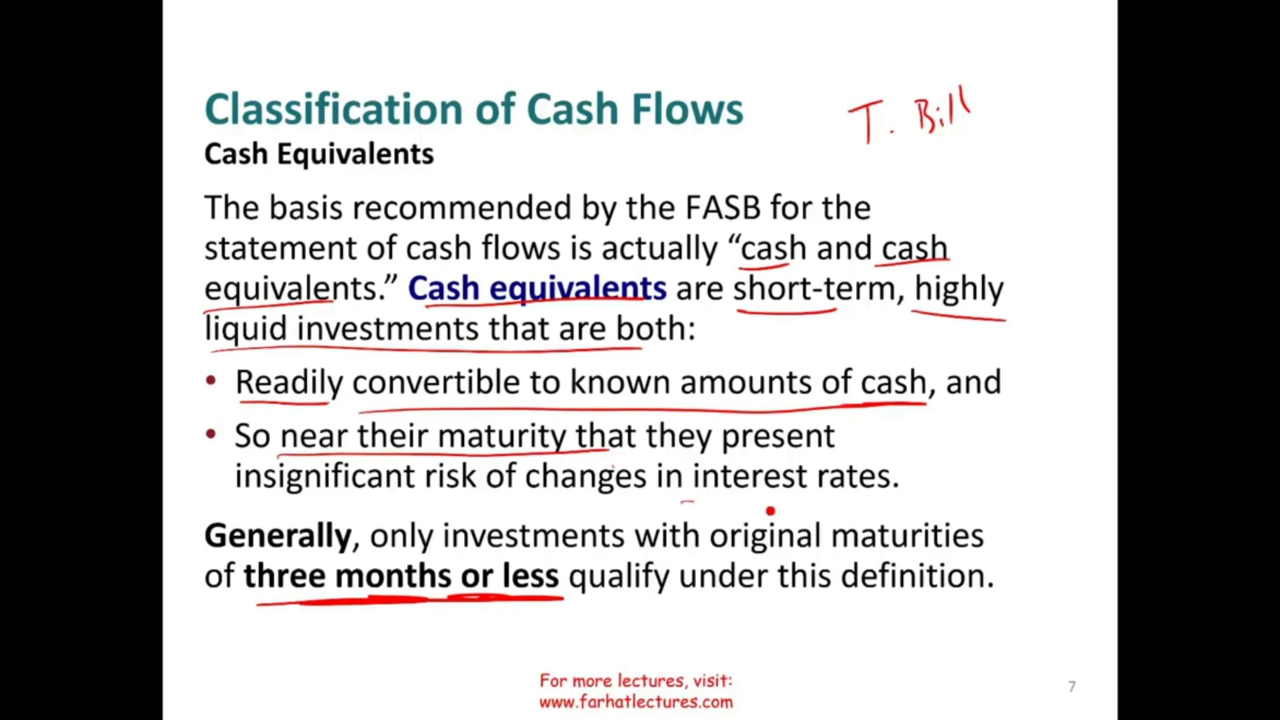 Classification of Cash Flows
T. Bill
Cash Equivalents
The basis recommended by the FASB for the
statement of cash flows is actually “cash and cash
equivalents.” Cash equivalents are short-term, highly
liquid investments that are both:
• Readily convertible to known amounts of cash, and
• So near their maturity that they present
insignificant risk of changes in interest rates.
Generally, only investments with original maturities
of three months or less qualify under this definition.
For more lectures, visit:
www.farhatlectures.com
7